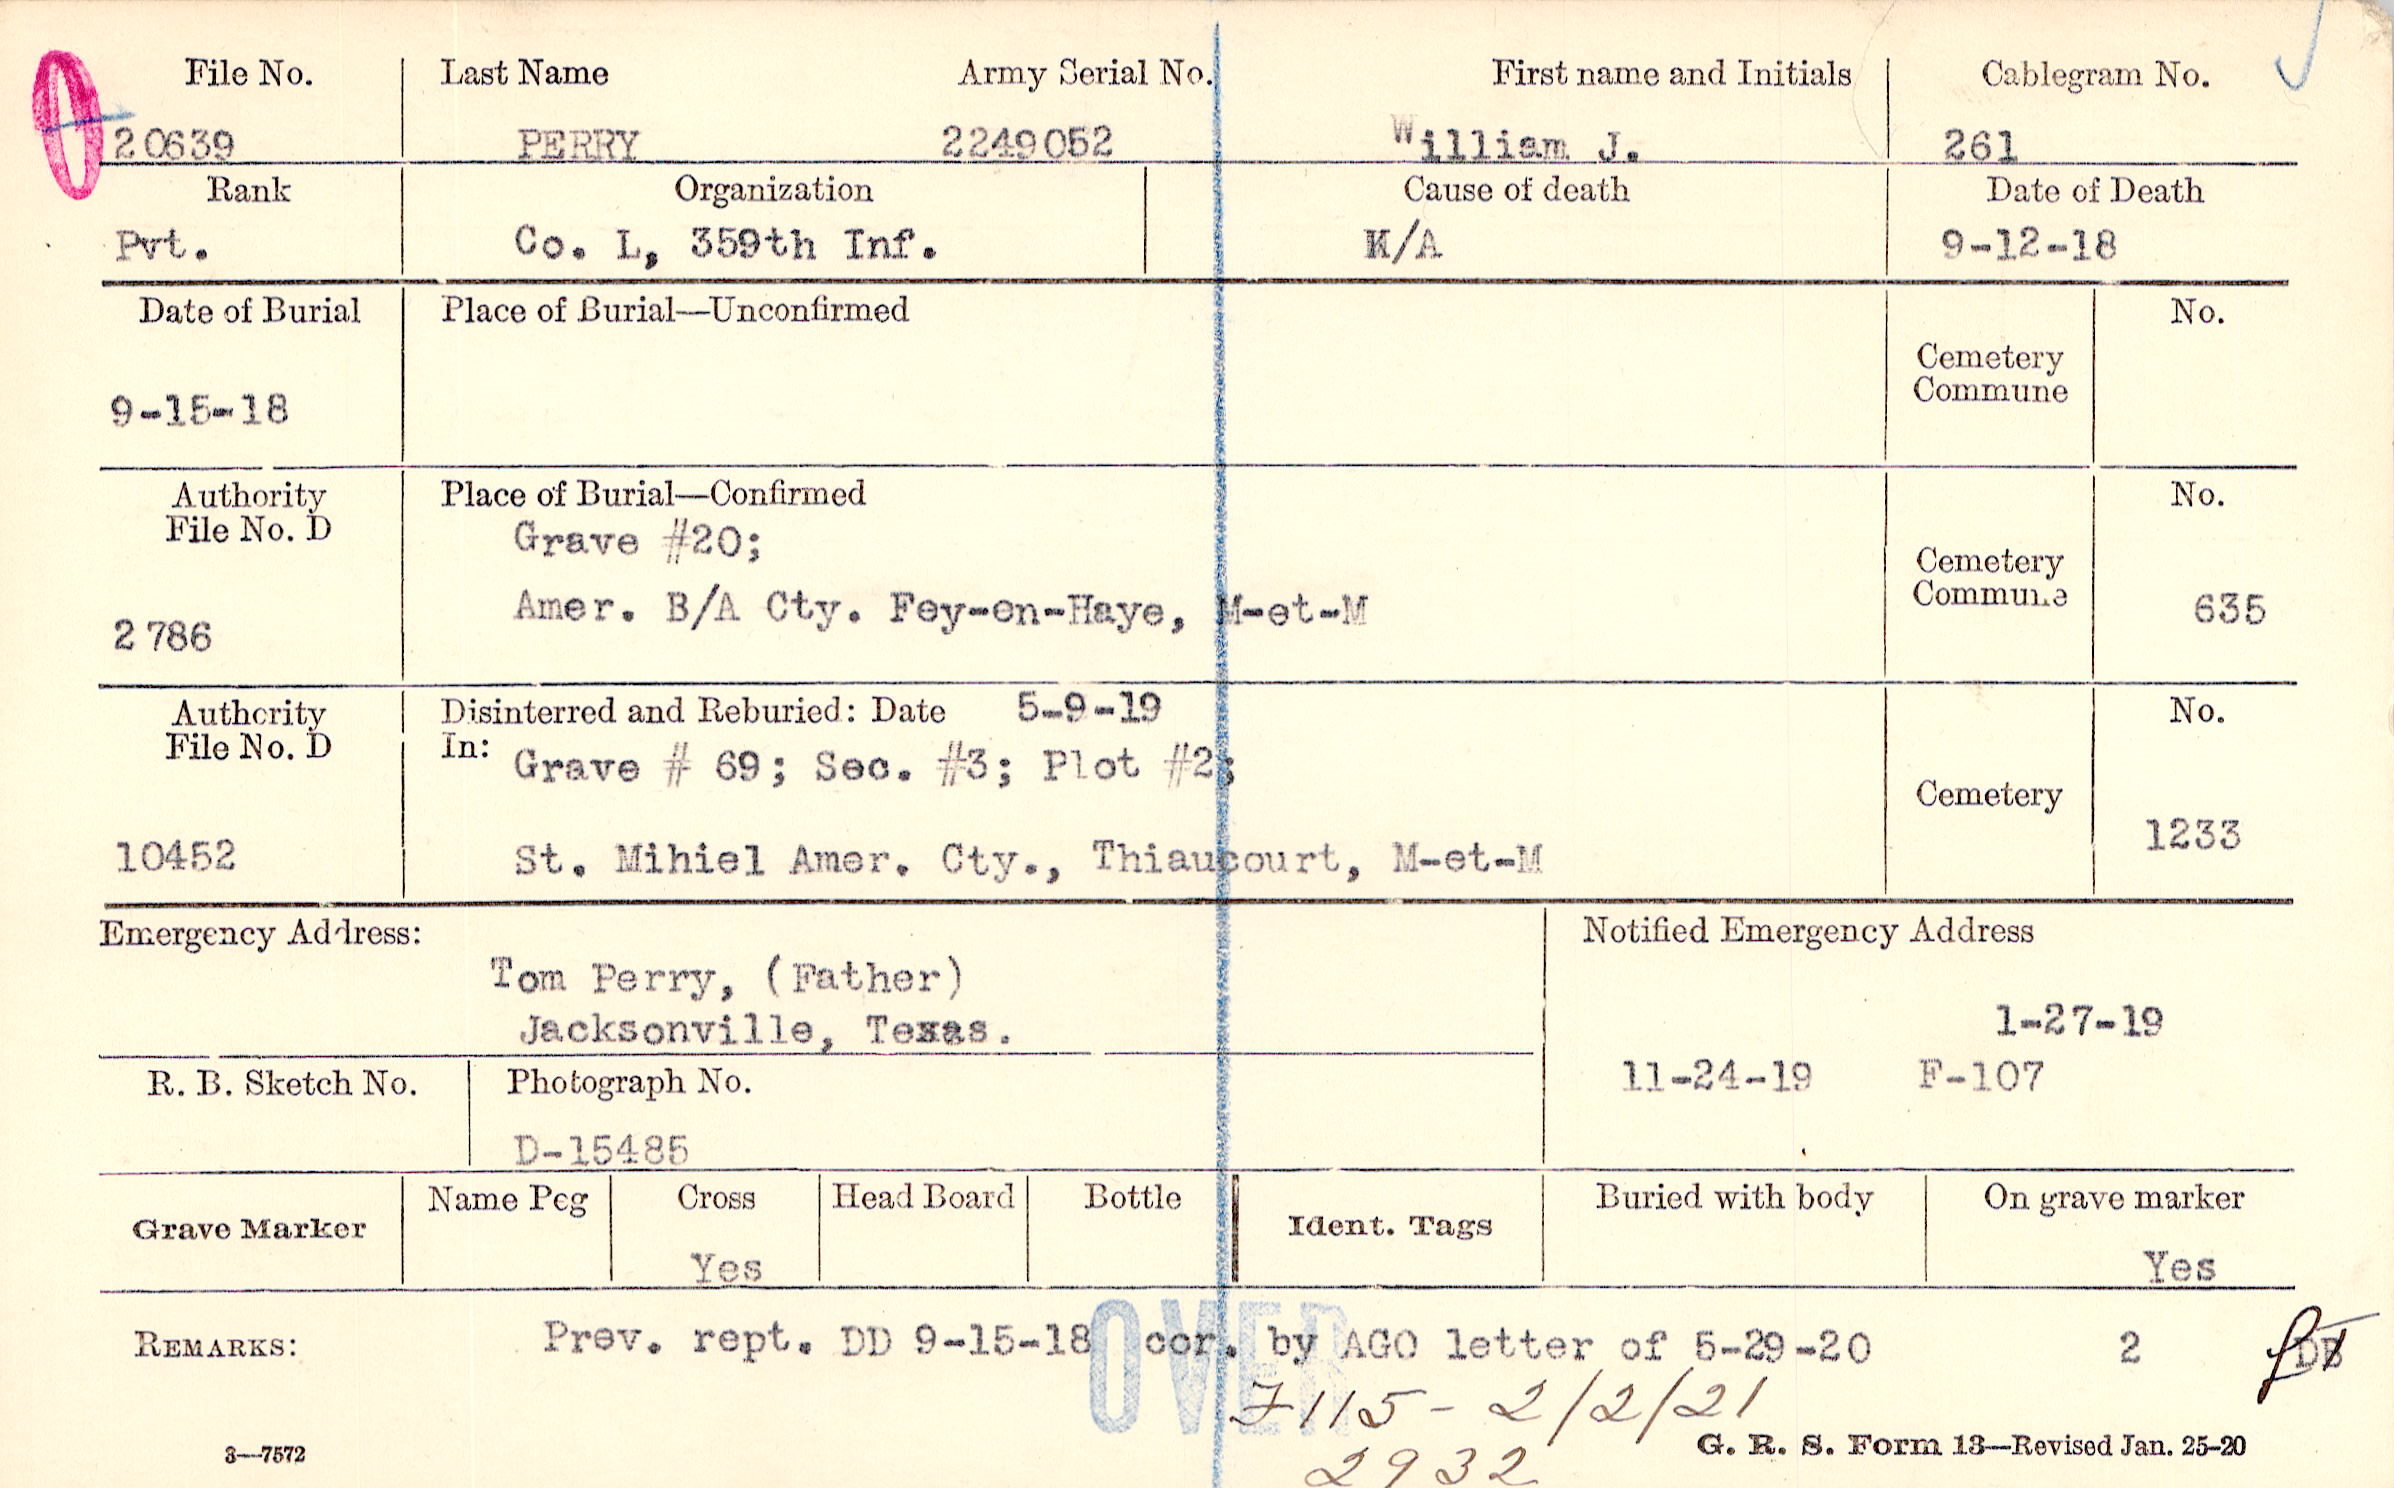 File No. Last Name Army Serial No. First name and Initials Cablegram No.
20639 PERRY 2249052 William J. 261
Rank Organization Cause of death Date of Death
Pvt. Co. L, 359th Inf. K/A 9-12-18
Date of Burial Place of Burial—Unconfirmed No.
Cemetery
Commune
9-15-18
Authority Place of Burial—Confirmed No.
File No. D Grave #20;
Cemetery
Commune
Amer. B/A Cty. Fey-en-Haye, M-et-M 635
2786
Authority Disinterred and Reburied: Date 5-9-19 No.
File No. D In: Grave # 69; Sec. #3; Plot #2;
Cemetery
1233
10452 St. Mihiel Amer. Cty., Thiaucourt, M-et-M
Emergency Address: Notified Emergency Address
Tom Perry, (Father)
Jacksonville, Texas. 1-27-19
R. B. Sketch No. Photograph No. 11-24-19 F-107
D-15485
Grave Marker Name Peg Cross Head Board Bottle Ident. Tags Buried with body On grave marker
Yes Yes
REMARKS: Prev. rept. DD 9-15-18 cor. by AGO letter of 5-29-20 2 DB
OVER
F115 - 2/2/21
2932
3—7572 G. R. S. Form 13—Revised Jan. 25-20